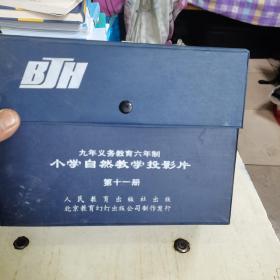 BJH
九年义务教育六年制
小学自然教学投影片
第十一册
人民教育出版社出版
北京教育幻灯出版公司制作发行